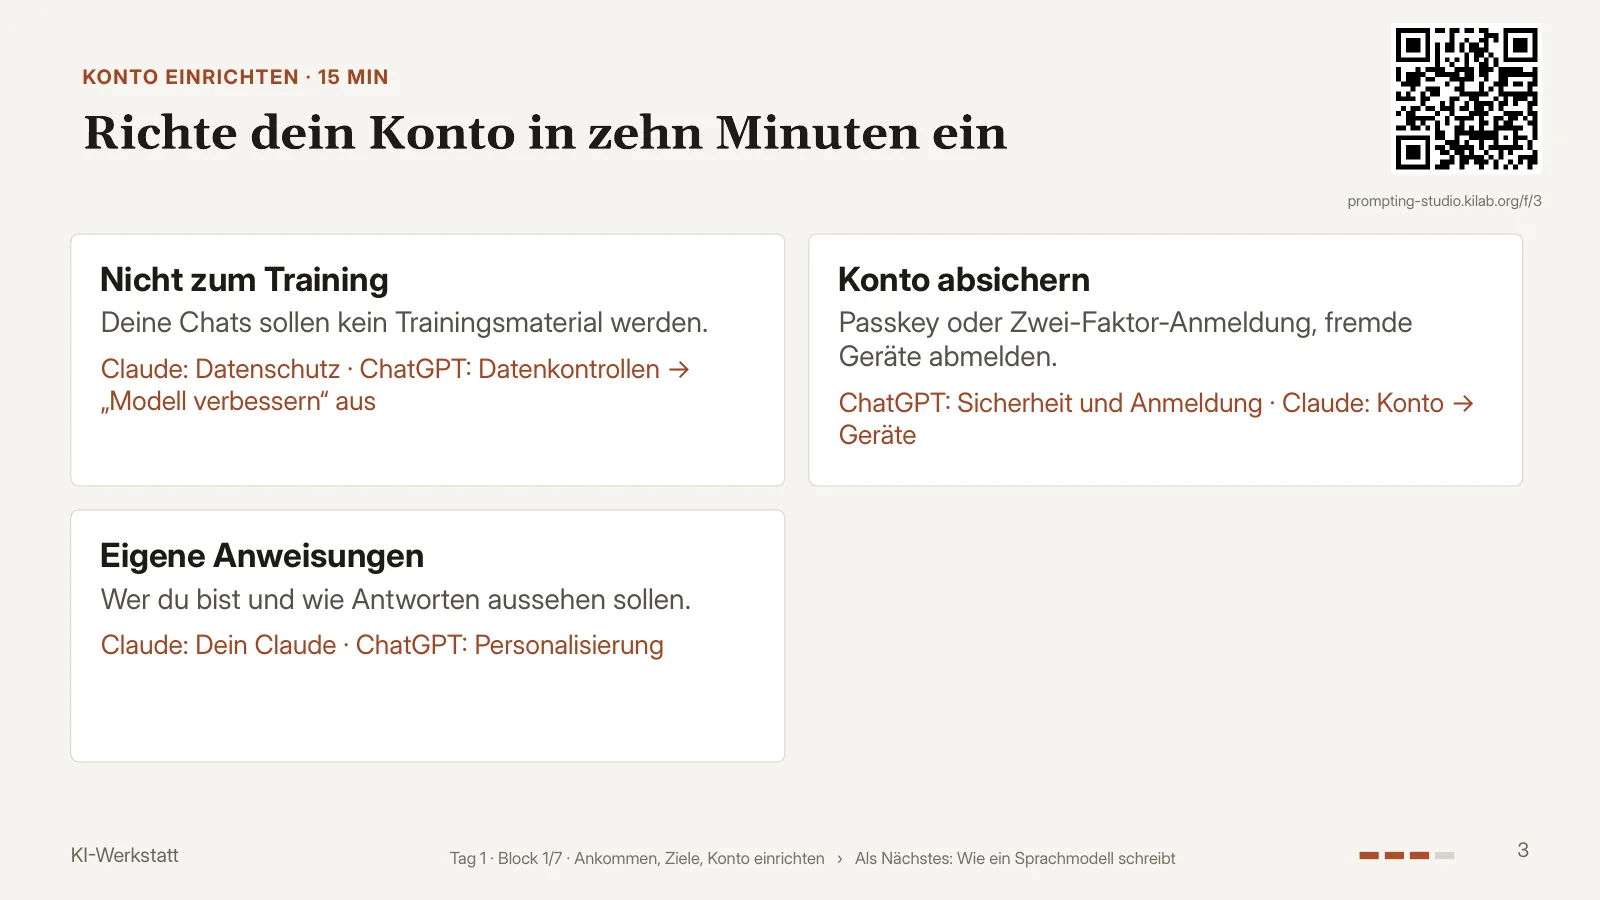 KONTO EINRICHTEN · 15 MIN
Richte dein Konto in zehn Minuten ein
prompting-studio.kilab.org/f/3
Nicht zum Training
Deine Chats sollen kein Trainingsmaterial werden.
Claude: Datenschutz · ChatGPT: Datenkontrollen →
„Modell verbessern“ aus
Konto absichern
Passkey oder Zwei-Faktor-Anmeldung, fremde
Geräte abmelden.
ChatGPT: Sicherheit und Anmeldung · Claude: Konto →
Geräte
Eigene Anweisungen
Wer du bist und wie Antworten aussehen sollen.
Claude: Dein Claude · ChatGPT: Personalisierung
KI-Werkstatt
Tag 1 · Block 1/7 · Ankommen, Ziele, Konto einrichten › Als Nächstes: Wie ein Sprachmodell schreibt
3